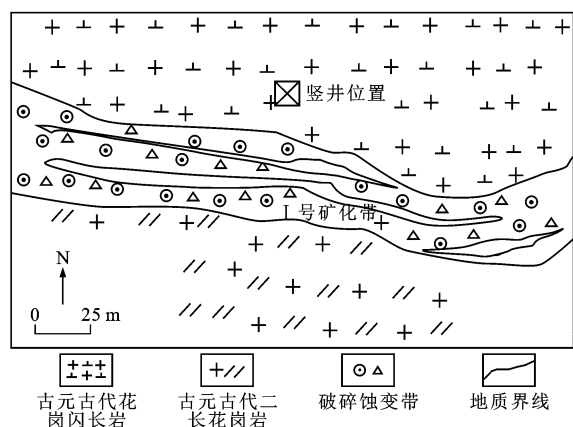 竖井位置
Ⅰ号矿化带
N
0 25 m
古元古代花
岗闪长岩
古元古代二
长花岗岩
破碎蚀变带
地质界线